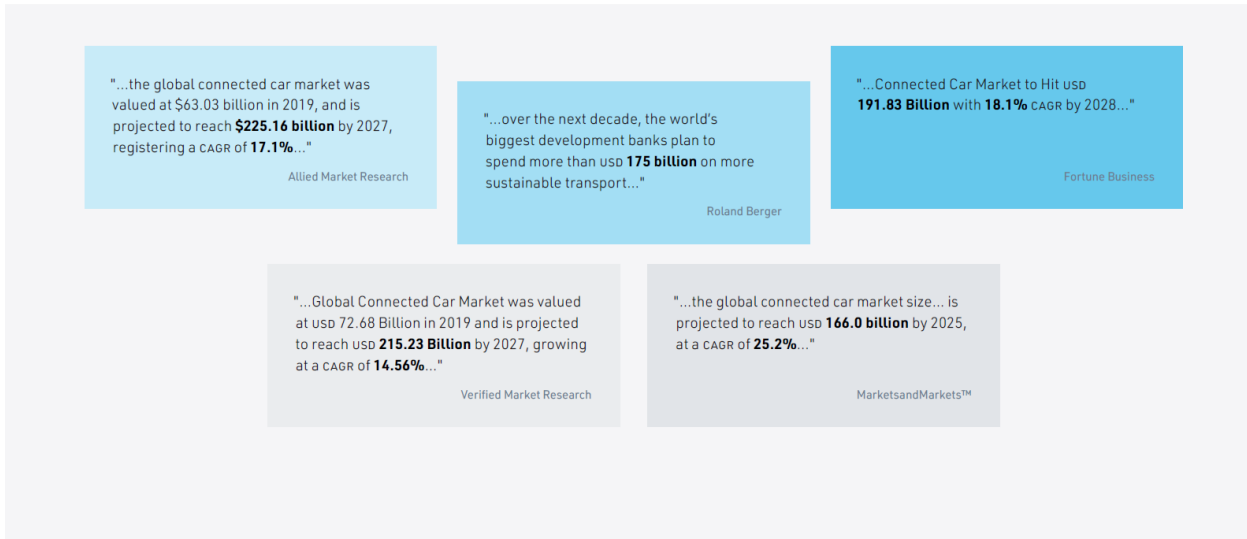 "...the global connected car market was
valued at $63.03 billion in 2019, and is
projected to reach $225.16 billion by 2027,
registering a CAGR of 17.1%..."
Allied Market Research
"...over the next decade, the world's
biggest development banks plan to
spend more than USD 175 billion on more
sustainable transport..."
Roland Berger
"...Connected Car Market to Hit USD
191.83 Billion with 18.1% CAGR by 2028..."
Fortune Business
"...Global Connected Car Market was valued
at USD 72.68 Billion in 2019 and is projected
to reach USD 215.23 Billion by 2027, growing
at a CAGR of 14.56%..."
Verified Market Research
"...the global connected car market size... is
projected to reach USD 166.0 billion by 2025,
at a CAGR of 25.2%..."
MarketsandMarkets™